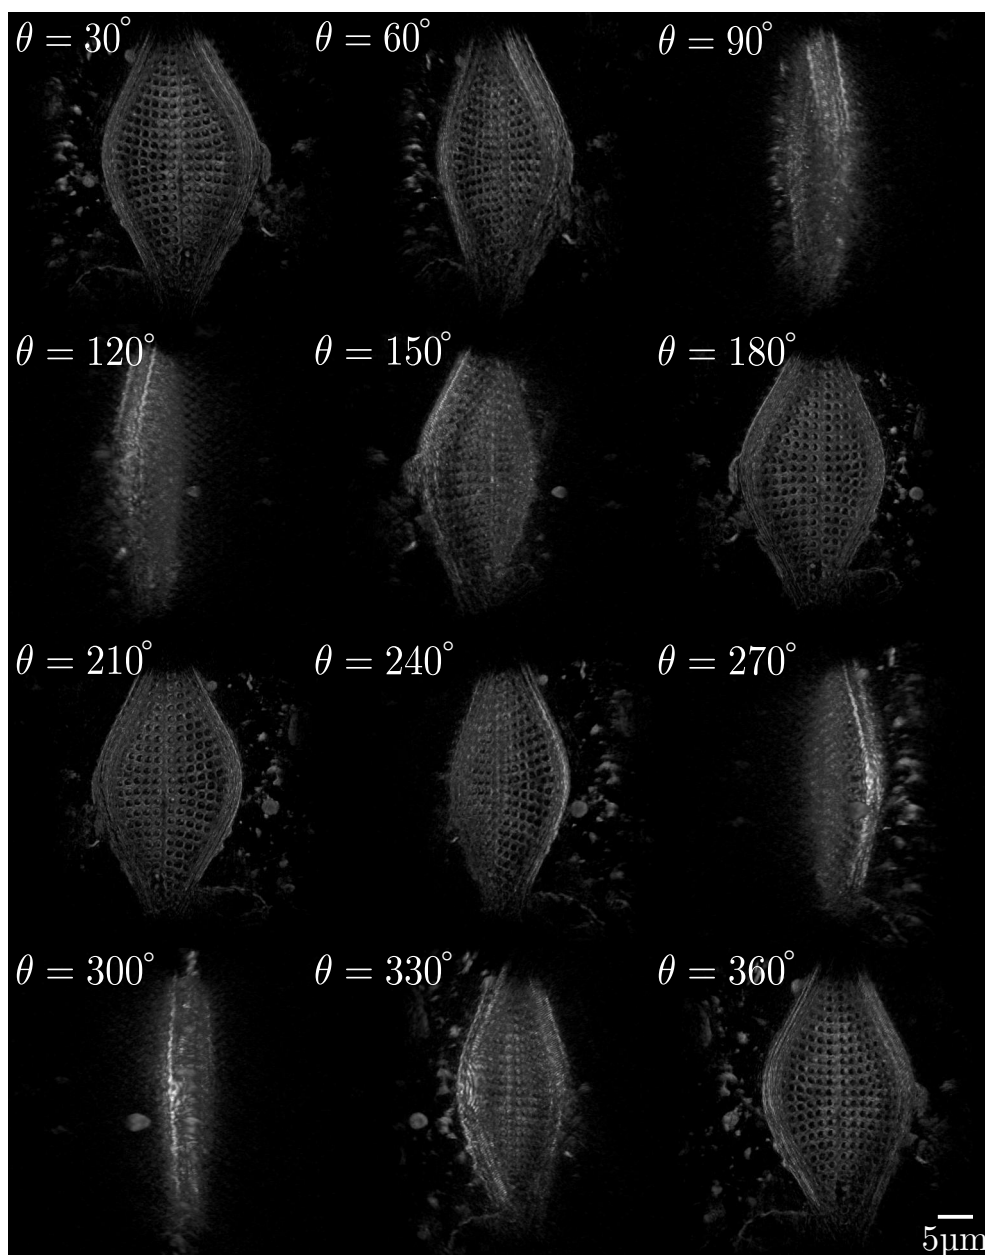 θ = 30°
θ = 60°
θ = 90°
θ = 120°
θ = 150°
θ = 180°
θ = 210°
θ = 240°
θ = 270°
θ = 300°
θ = 330°
θ = 360°
5μm